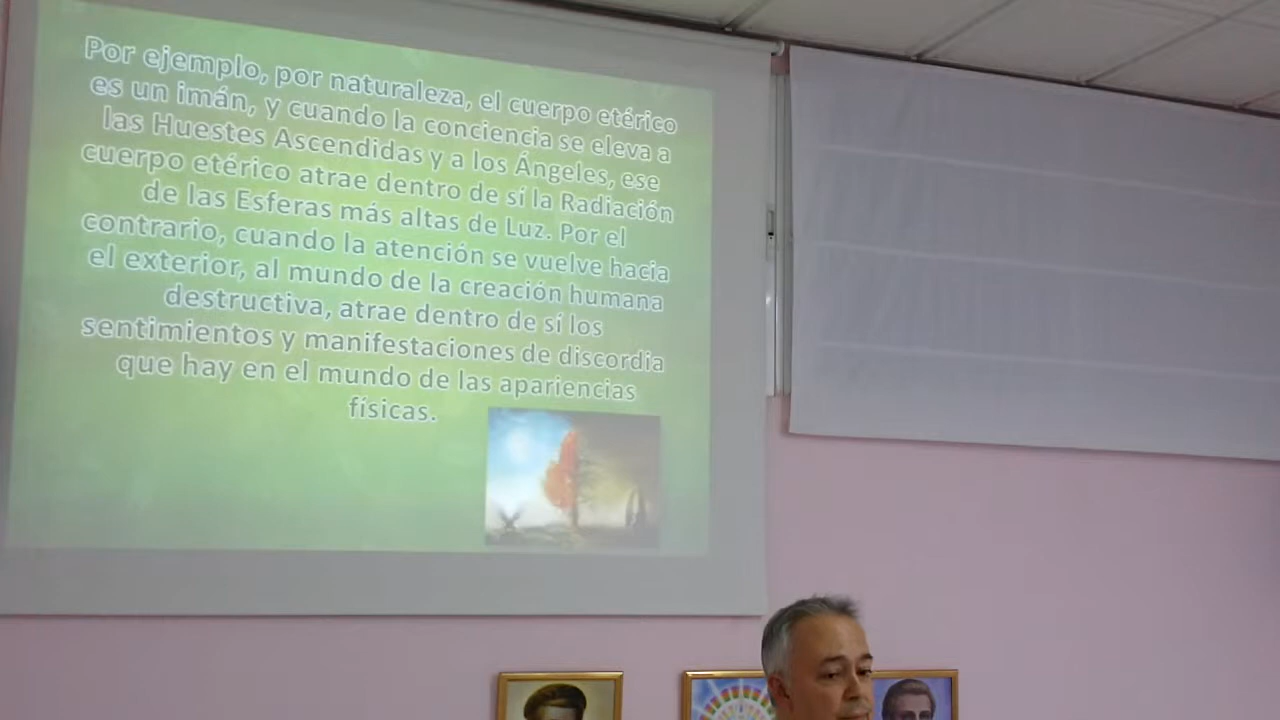 Por ejemplo, por naturaleza, el cuerpo etérico
es un imán, y cuando la conciencia se eleva a
las Huestes Ascendidas y a los Ángeles, ese
cuerpo etérico atrae dentro de sí la Radiación
de las Esferas más altas de Luz. Por el
contrario, cuando la atención se vuelve hacia
el exterior, al mundo de la creación humana
destructiva, atrae dentro de sí los
sentimientos y manifestaciones de discordia
que hay en el mundo de las apariencias
físicas.